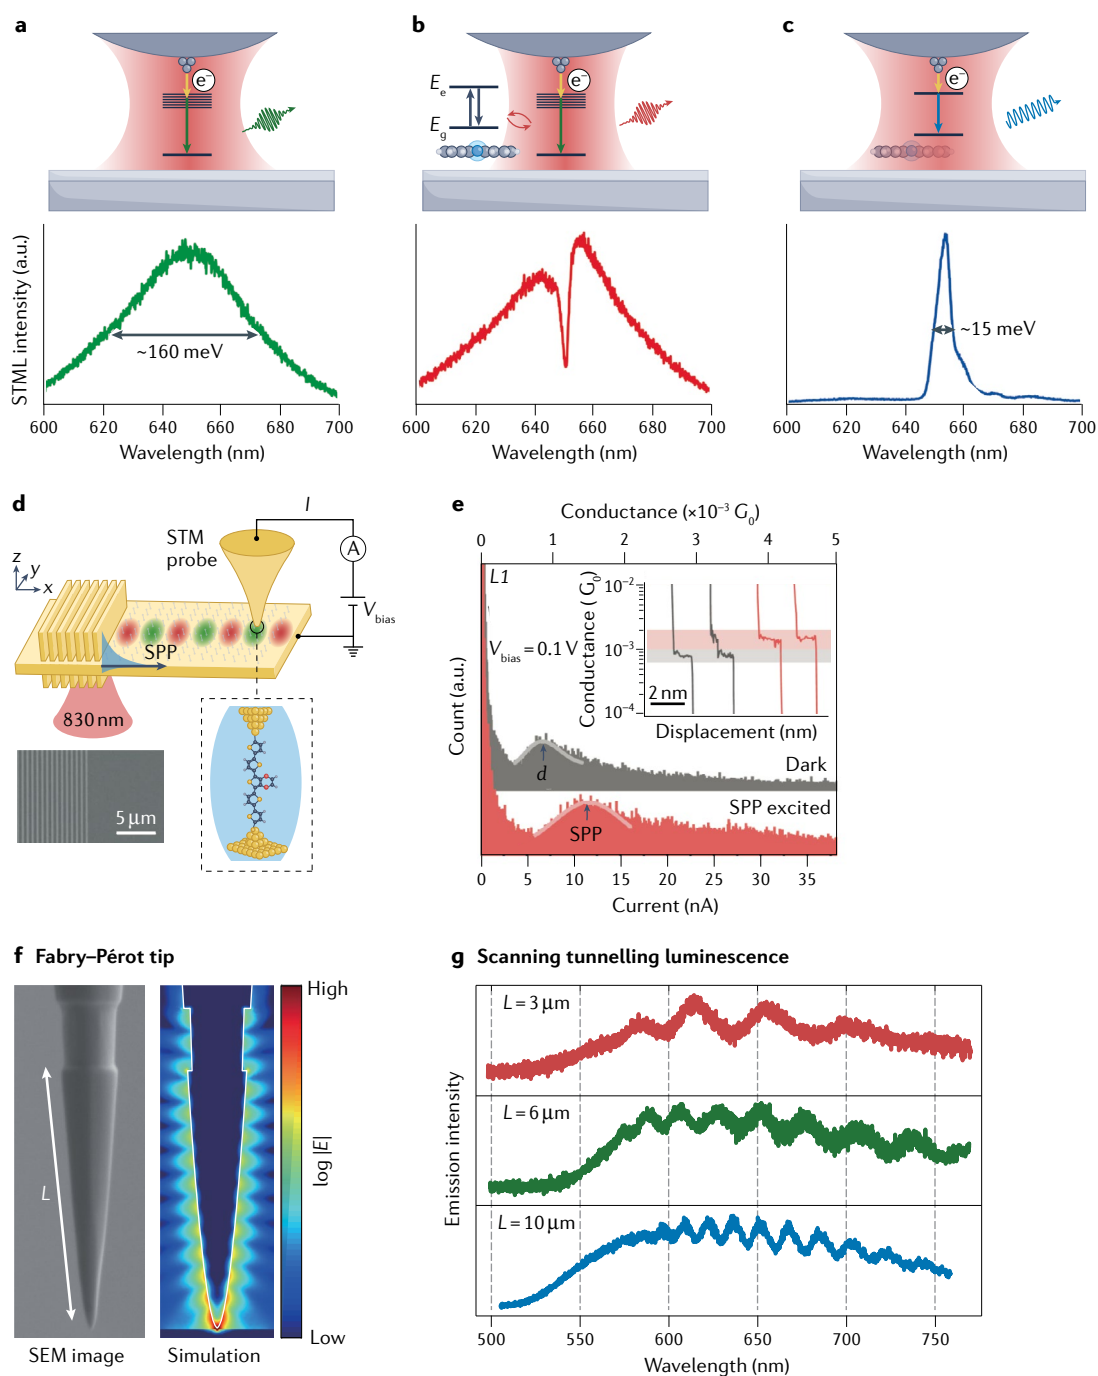 a
e⁻
STML intensity (a.u.)
~160 meV
600 620 640 660 680 700
Wavelength (nm)
b
Eₑ
E_g
e⁻
600 620 640 660 680 700
Wavelength (nm)
c
e⁻
~15 meV
600 620 640 660 680 700
Wavelength (nm)
d
z
y
x
STM
probe
I
A
V_bias
SPP
830 nm
5 μm
e
Conductance (×10⁻³ G₀)
0 1 2 3 4 5
L1
V_bias = 0.1 V
Count (a.u.)
Conductance ( G₀)
10⁻²
10⁻³
10⁻⁴
2 nm
Displacement (nm)
Dark
d
SPP excited
SPP
0 5 10 15 20 25 30 35
Current (nA)
f Fabry–Pérot tip
L
High
log |E|
Low
SEM image
Simulation
g Scanning tunnelling luminescence
Emission intensity
L = 3 μm
L = 6 μm
L = 10 μm
500 550 600 650 700 750
Wavelength (nm)